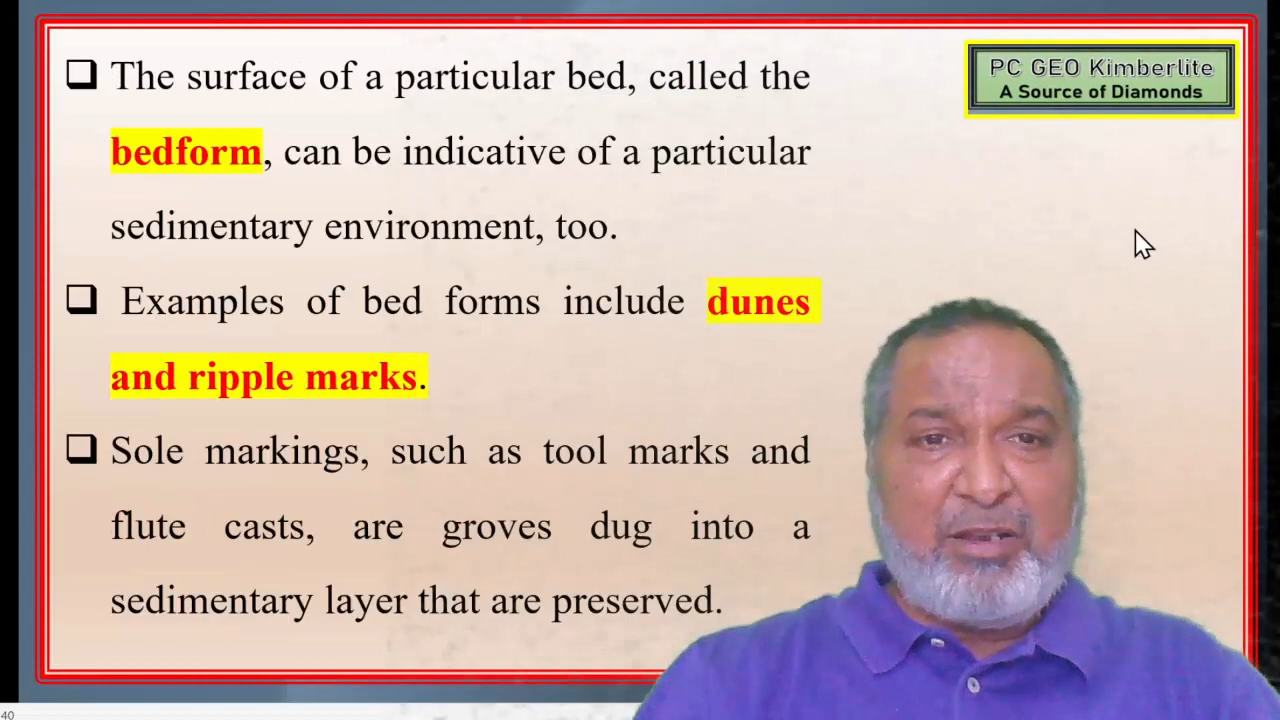 The surface of a particular bed, called the
bedform, can be indicative of a particular
sedimentary environment, too.
Examples of bed forms include dunes
and ripple marks.
Sole markings, such as tool marks and
flute casts, are groves dug into a
sedimentary layer that are preserved.
PC GEO Kimberlite
A Source of Diamonds
40